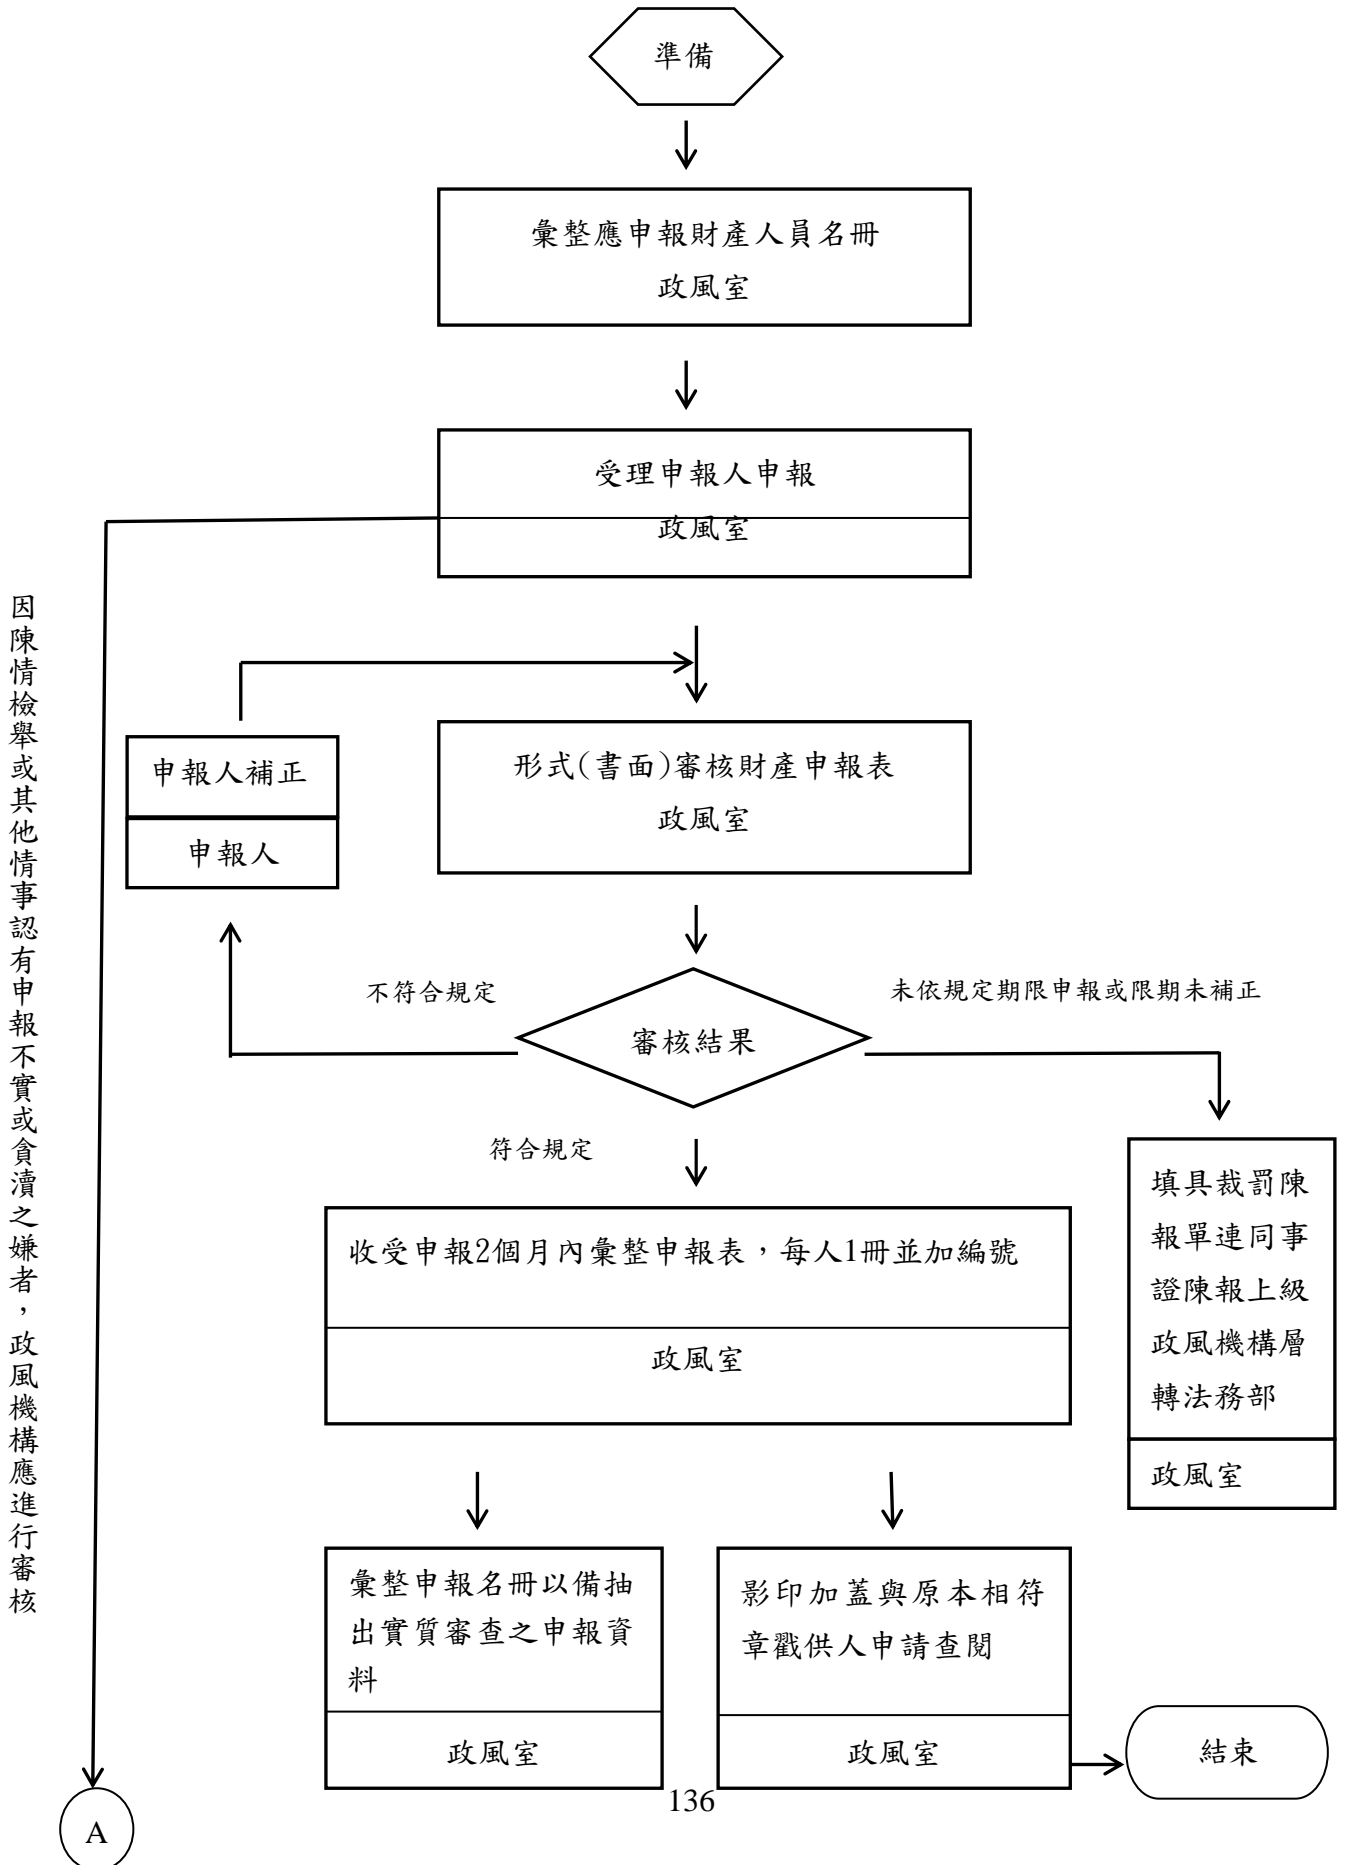 準備
彙整應申報財產人員名冊
政風室
受理申報人申報
政風室
因陳情檢舉或其他情事認有申報不實或貪瀆之嫌者，政風機構應進行審核
申報人補正
申報人
形式(書面)審核財產申報表
政風室
不符合規定
未依規定期限申報或限期未補正
審核結果
符合規定
收受申報2個月內彙整申報表，每人1冊並加編號
政風室
填具裁罰陳
報單連同事
證陳報上級
政風機構層
轉法務部
政風室
彙整申報名冊以備抽
出實質審查之申報資
料
政風室
影印加蓋與原本相符
章戳供人申請查閱
政風室
結束
136
A